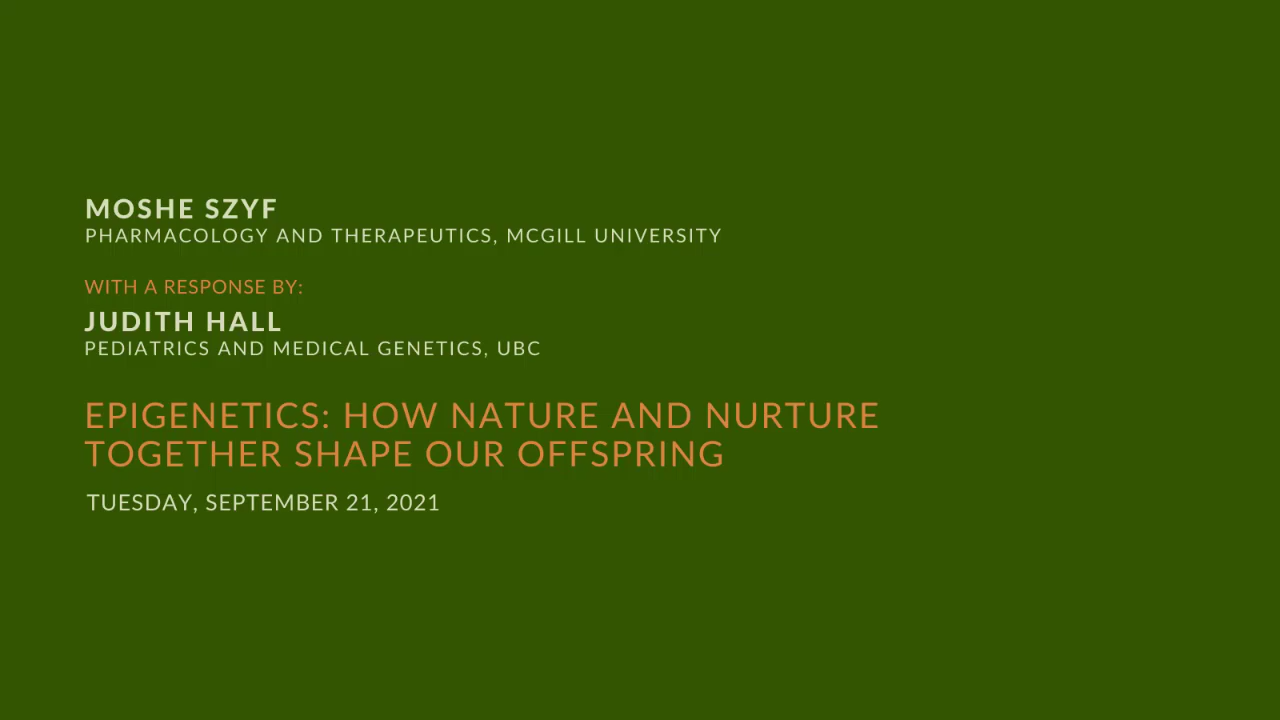 MOSHE SZYF
PHARMACOLOGY AND THERAPEUTICS, MCGILL UNIVERSITY
WITH A RESPONSE BY:
JUDITH HALL
PEDIATRICS AND MEDICAL GENETICS, UBC
EPIGENETICS: HOW NATURE AND NURTURE
TOGETHER SHAPE OUR OFFSPRING
TUESDAY, SEPTEMBER 21, 2021